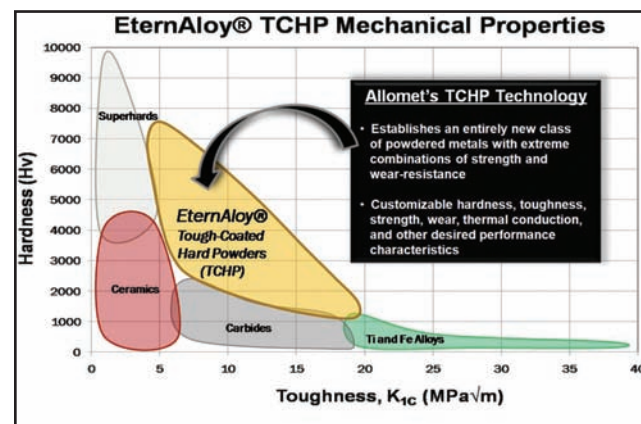 EternAloy® TCHP Mechanical Properties
10000
9000
8000
7000
6000
5000
4000
3000
2000
1000
0
Hardness (Hv)
Superhards
EternAloy®
Tough-Coated
Hard Powders
(TCHP)
Ceramics
Carbides
Ti and Fe Alloys
Allomet's TCHP Technology
• Establishes an entirely new class
of powdered metals with extreme
combinations of strength and
wear-resistance
• Customizable hardness, toughness,
strength, wear, thermal conduction,
and other desired performance
characteristics
0 5 10 15 20 25 30 35 40
Toughness, K1C (MPa√m)